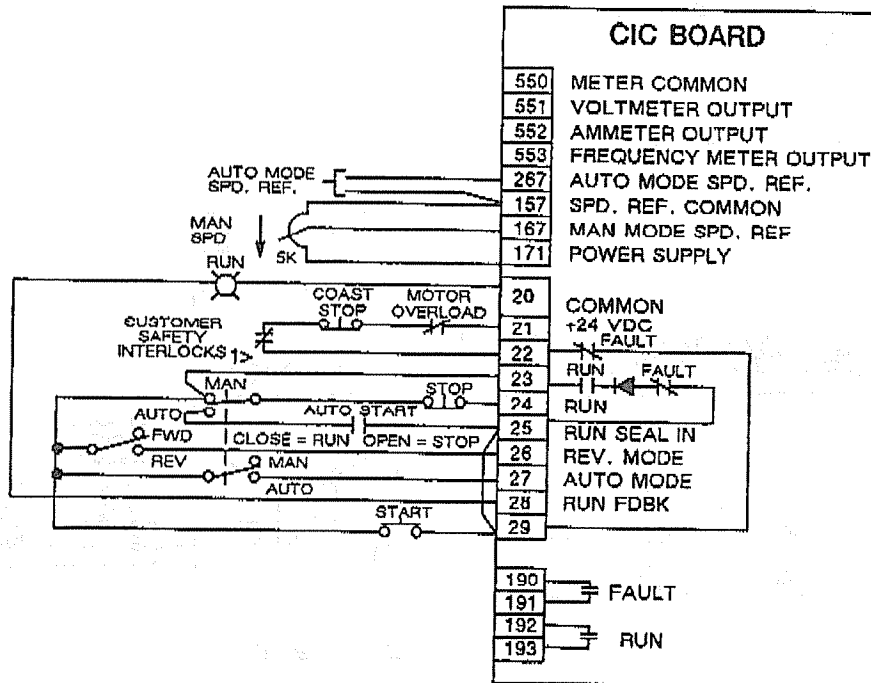 CIC BOARD
550 METER COMMON
551 VOLTMETER OUTPUT
552 AMMETER OUTPUT
553 FREQUENCY METER OUTPUT
267 AUTO MODE SPD. REF.
157 SPD. REF. COMMON
167 MAN MODE SPD. REF
171 POWER SUPPLY
AUTO MODE
SPD. REF.
MAN
SPD
5K
RUN
20
COMMON
21
+24 VDC
22
FAULT
23
RUN
FAULT
24
RUN
25
RUN SEAL IN
26 REV. MODE
27 AUTO MODE
28 RUN FDBK
29
COAST
STOP
MOTOR
OVERLOAD
CUSTOMER
SAFETY
INTERLOCKS 1>
MAN
STOP
AUTO
AUTO START
FWD
CLOSE = RUN OPEN = STOP
REV
MAN
AUTO
START
190
191
FAULT
192
193
RUN